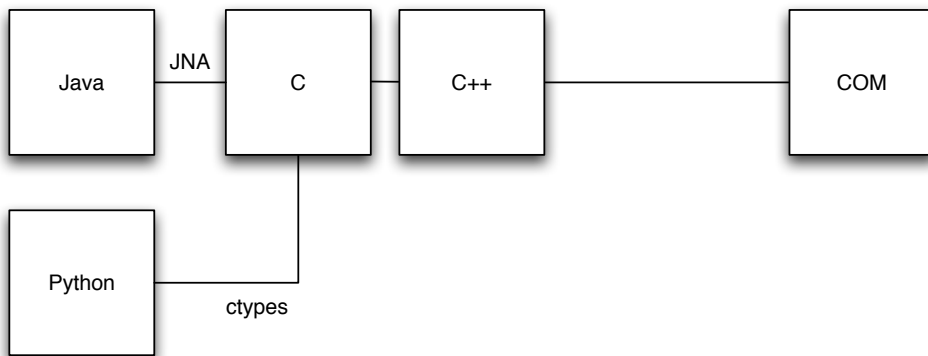 JNA
Java
C
C++
COM
Python
ctypes